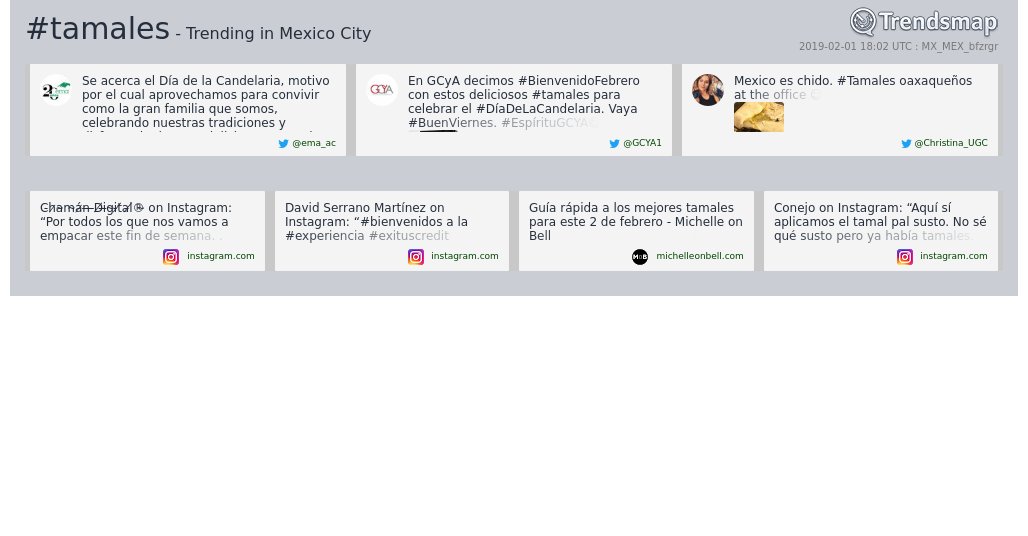 #tamales - Trending in Mexico City
Trendsmap
2019-02-01 18:02 UTC : MX_MEX_bfzrgr
Se acerca el Día de la Candelaria, motivo
por el cual aprovechamos para convivir
como la gran familia que somos,
celebrando nuestras tradiciones y
@ema_ac
GCYA
En GCyA decimos #BienvenidoFebrero
con estos deliciosos #tamales para
celebrar el #DíaDeLaCandelaria. Vaya
#BuenViernes. #EspírituGCYA
@GCYA1
Mexico es chido. #Tamales oaxaqueños
at the office
@Christina_UGC
Chamán Digital® on Instagram:
“Por todos los que nos vamos a
empacar este fin de semana. .
instagram.com
David Serrano Martínez on
Instagram: “#bienvenidos a la
#experiencia #exituscredit
instagram.com
Guía rápida a los mejores tamales
para este 2 de febrero - Michelle on
Bell
michelleonbell.com
Conejo on Instagram: “Aquí sí
aplicamos el tamal pal susto. No sé
qué susto pero ya había tamales.
instagram.com